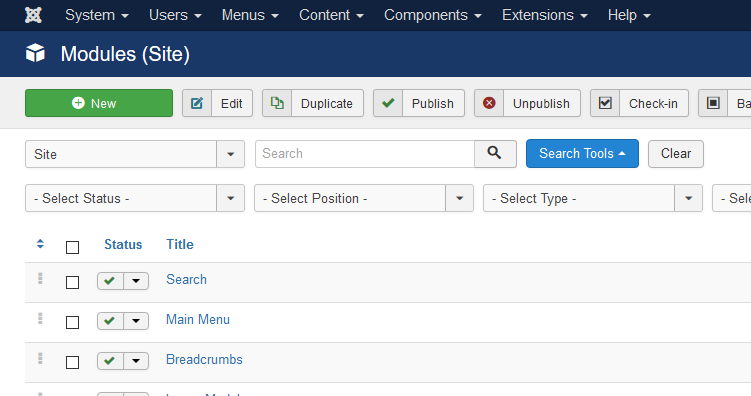 System Users Menus Content Components Extensions Help
Modules (Site)
New Edit Duplicate Publish Unpublish Check-in Ba
Site Search Search Tools Clear
- Select Status - - Select Position - - Select Type - - Sele
Status Title
Search
Main Menu
Breadcrumbs